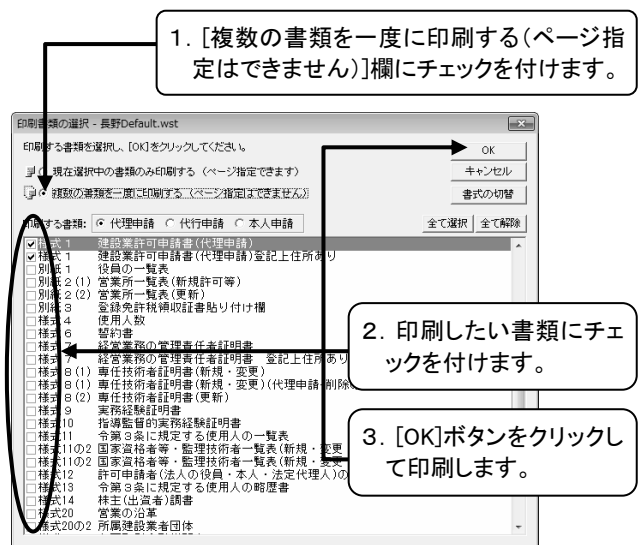 1. [複数の書類を一度に印刷する(ページ指
定はできません)]欄にチェックを付けます。
印刷書類の選択 - 長野Default.wst
印刷する書類を選択し、[OK]をクリックしてください。
OK
現在選択中の書類のみ印刷する (ページ指定できます)
キャンセル
複数の書類を一度に印刷する (ページ指定はできません)
書式の切替
印刷する書類: 代理申請 代行申請 本人申請 全て選択 全て解除
様式1 建設業許可申請書(代理申請)
様式1 建設業許可申請書(代理申請)登記上住所あり
別紙1 役員の一覧表
別紙2(1) 営業所一覧表(新規許可等)
別紙2(2) 営業所一覧表(更新)
別紙3 登録免許税領収証書貼り付け欄
様式4 使用人数
様式6 誓約書
様式7 経営業務の管理責任者証明書
様式7 経営業務の管理責任者証明書 登記上住所あり
様式8(1) 専任技術者証明書(新規・変更)
様式8(1) 専任技術者証明書(新規・変更)(代理申請・削除
様式8(2) 専任技術者証明書(更新)
様式9 実務経験証明書
様式10 指導監督的実務経験証明書
様式11 令第3条に規定する使用人の一覧表
様式11の2 国家資格者等・監理技術者一覧表(新規・変更
様式11の2 国家資格者等・監理技術者一覧表(新規・変更
様式12 許可申請者(法人の役員・本人・法定代理人)の
様式13 令第3条に規定する使用人の略歴書
様式14 株主(出資者)調書
様式20 営業の沿革
様式20の2 所属建設業者団体
2. 印刷したい書類にチェ
ックを付けます。
3. [OK]ボタンをクリックし
て印刷します。